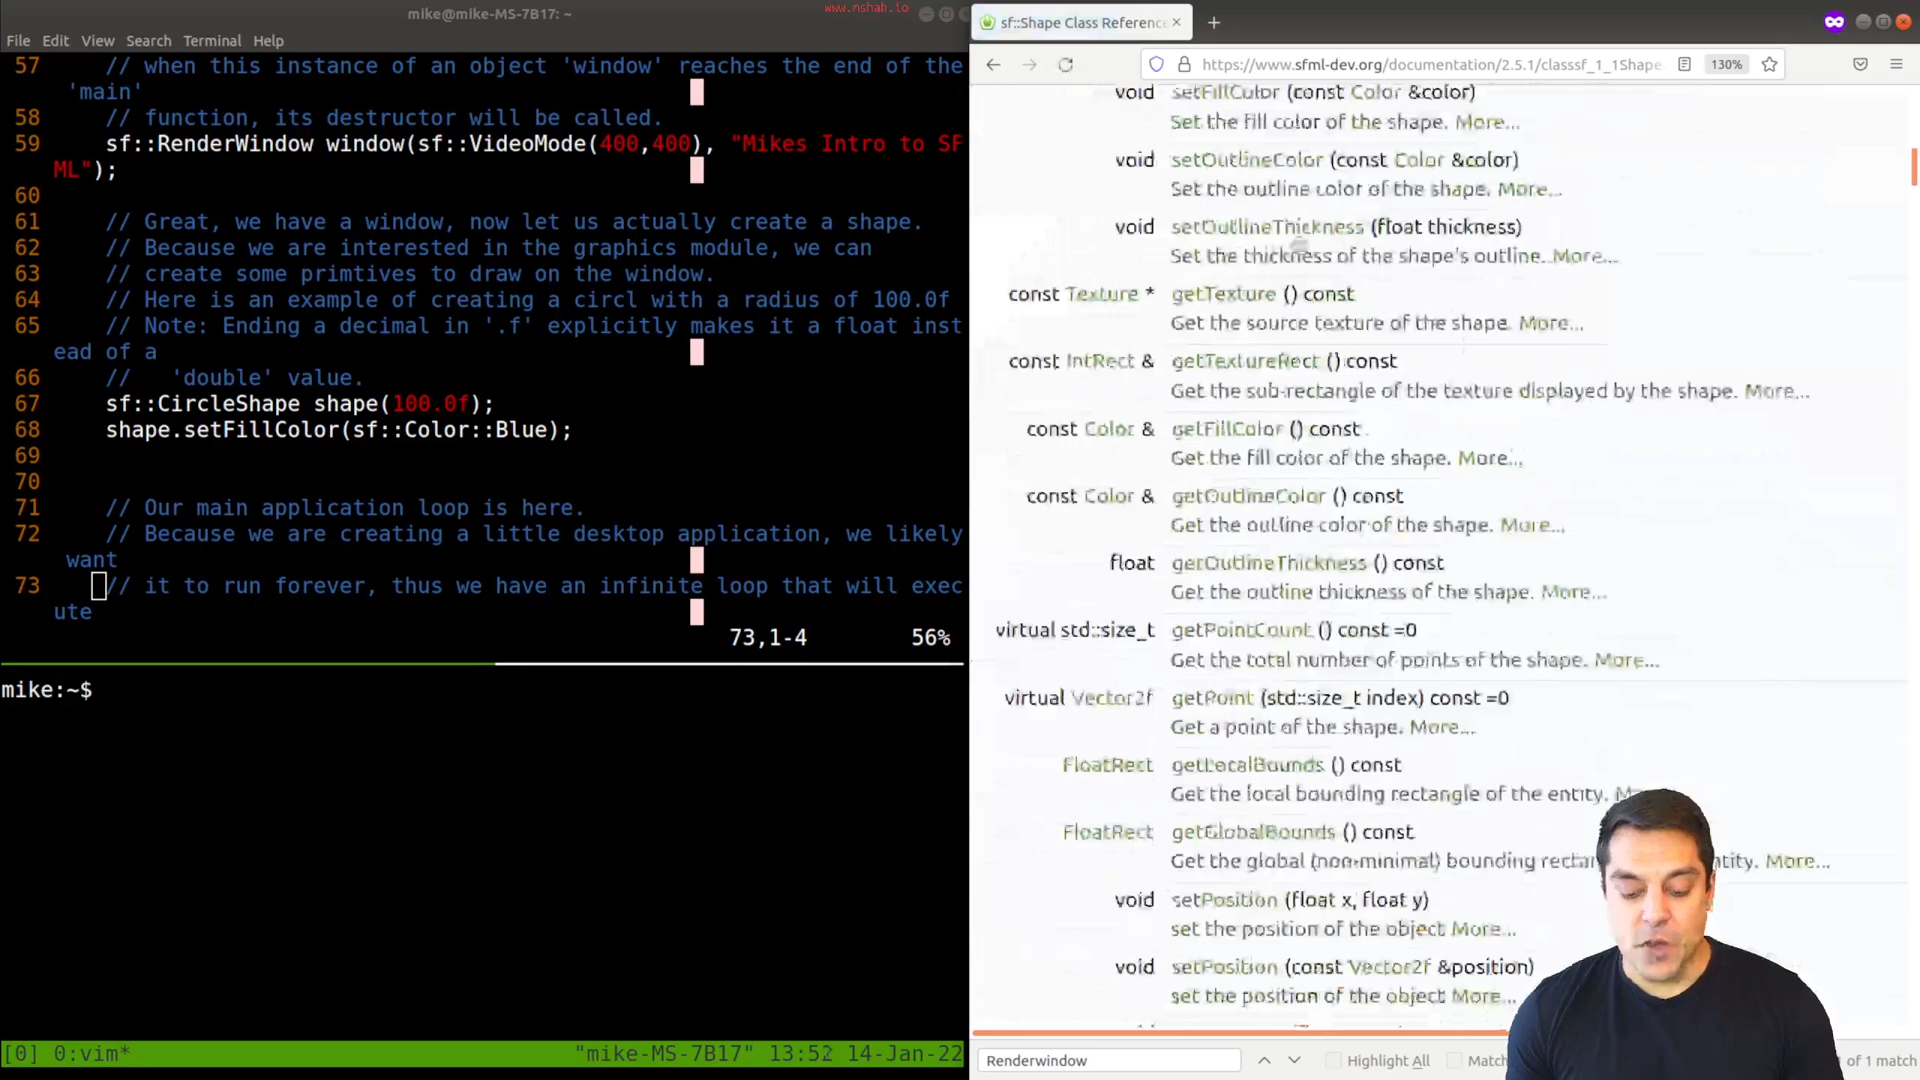 mike@mike-MS-7B17: ~
www.mshah.io
File Edit View Search Terminal Help
57 // when this instance of an object 'window' reaches the end of the
'main'
58 // function, its destructor will be called.
59 sf::RenderWindow window(sf::VideoMode(400,400), "Mikes Intro to SF
ML");
60
61 // Great, we have a window, now let us actually create a shape.
62 // Because we are interested in the graphics module, we can
63 // create some primtives to draw on the window.
64 // Here is an example of creating a circl with a radius of 100.0f
65 // Note: Ending a decimal in '.f' explicitly makes it a float inst
ead of a
66 // 'double' value.
67 sf::CircleShape shape(100.0f);
68 shape.setFillColor(sf::Color::Blue);
69
70
71 // Our main application loop is here.
72 // Because we are creating a little desktop application, we likely
want
73 // it to run forever, thus we have an infinite loop that will exec
ute
73,1-4 56%
mike:~$
[0] 0:vim* "mike-MS-7B17" 13:52 14-Jan-22
sf::Shape Class Reference
https://www.sfml-dev.org/documentation/2.5.1/classsf_1_1Shape.
130%
void setFillColor (const Color &color)
Set the fill color of the shape. More...
void setOutlineColor (const Color &color)
Set the outline color of the shape. More...
void setOutlineThickness (float thickness)
Set the thickness of the shape's outline. More...
const Texture * getTexture () const
Get the source texture of the shape. More...
const IntRect & getTextureRect () const
Get the sub-rectangle of the texture displayed by the shape. More...
const Color & getFillColor () const
Get the fill color of the shape. More...
const Color & getOutlineColor () const
Get the outline color of the shape. More...
float getOutlineThickness () const
Get the outline thickness of the shape. More...
virtual std::size_t getPointCount () const =0
Get the total number of points of the shape. More...
virtual Vector2f getPoint (std::size_t index) const =0
Get a point of the shape. More...
FloatRect getLocalBounds () const
Get the local bounding rectangle of the entity.
FloatRect getGlobalBounds () const
Get the global (non-minimal) bounding More...
void setPosition (float x, float y)
set the position of the object More...
void setPosition (const Vector2f &position)
set the position of the object More...
Renderwindow Highlight All of 1 match